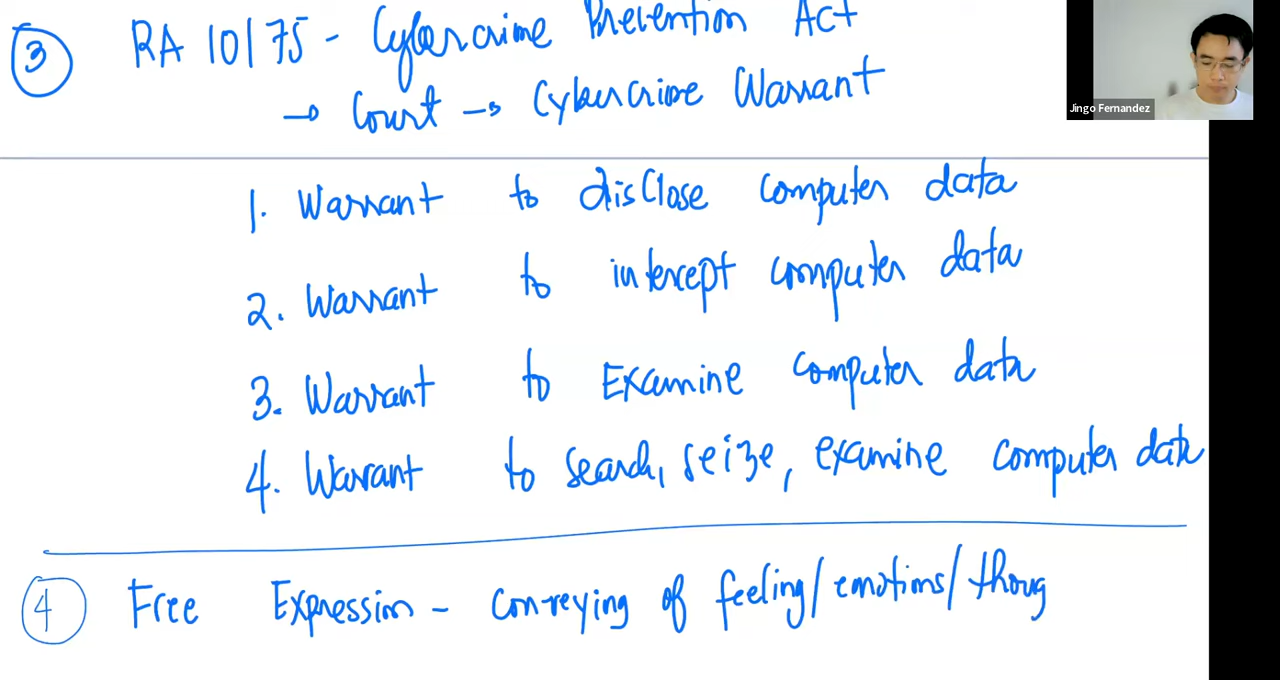 3 RA 10175 - Cybercrime Prevention Act
→ Court → Cybercrime Warrant
Jingo Fernandez
1. Warrant to disclose computer data
2. Warrant to intercept computer data
3. Warrant to Examine computer data
4. Warrant to search, seize, examine computer data
4 Free Expression - conveying of feeling/emotions/thoug